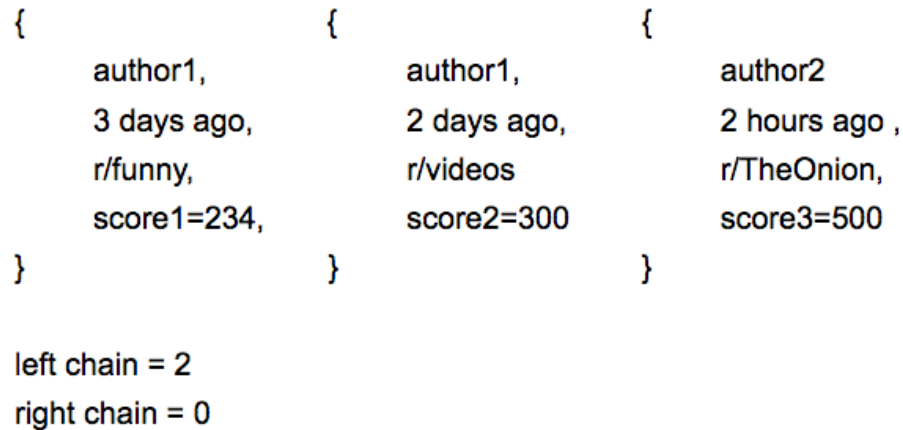 { { {
author1, author1, author2
3 days ago, 2 days ago, 2 hours ago ,
r/funny, r/videos r/TheOnion,
score1=234, score2=300 score3=500
} } }
left chain = 2
right chain = 0